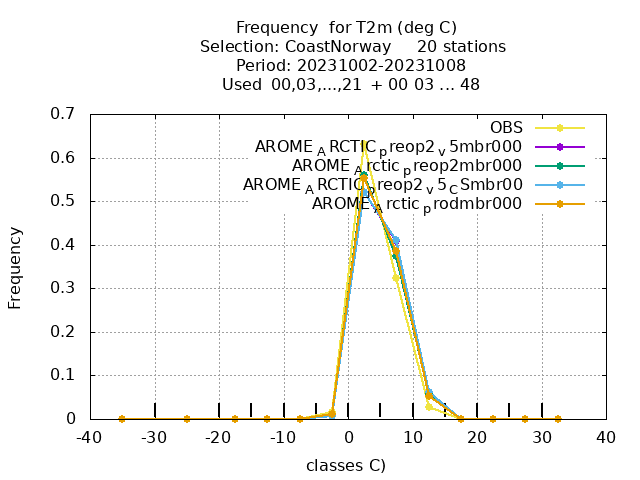 Frequency  for T2m (deg C)
Selection: CoastNorway     20 stations
Period: 20231002-20231008
Used  00,03,...,21  + 00 03 ... 48
Frequency
0.7
0.6
0.5
0.4
0.3
0.2
0.1
0
OBS
AROME_ARCTIC_preop2_v5mbr000
AROME_Arctic_preop2mbr000
AROME_ARCTIC_preop2_v5_CSmbr00
AROME_Arctic_prodmbr000
-40 -30 -20 -10 0 10 20 30 40
classes C)